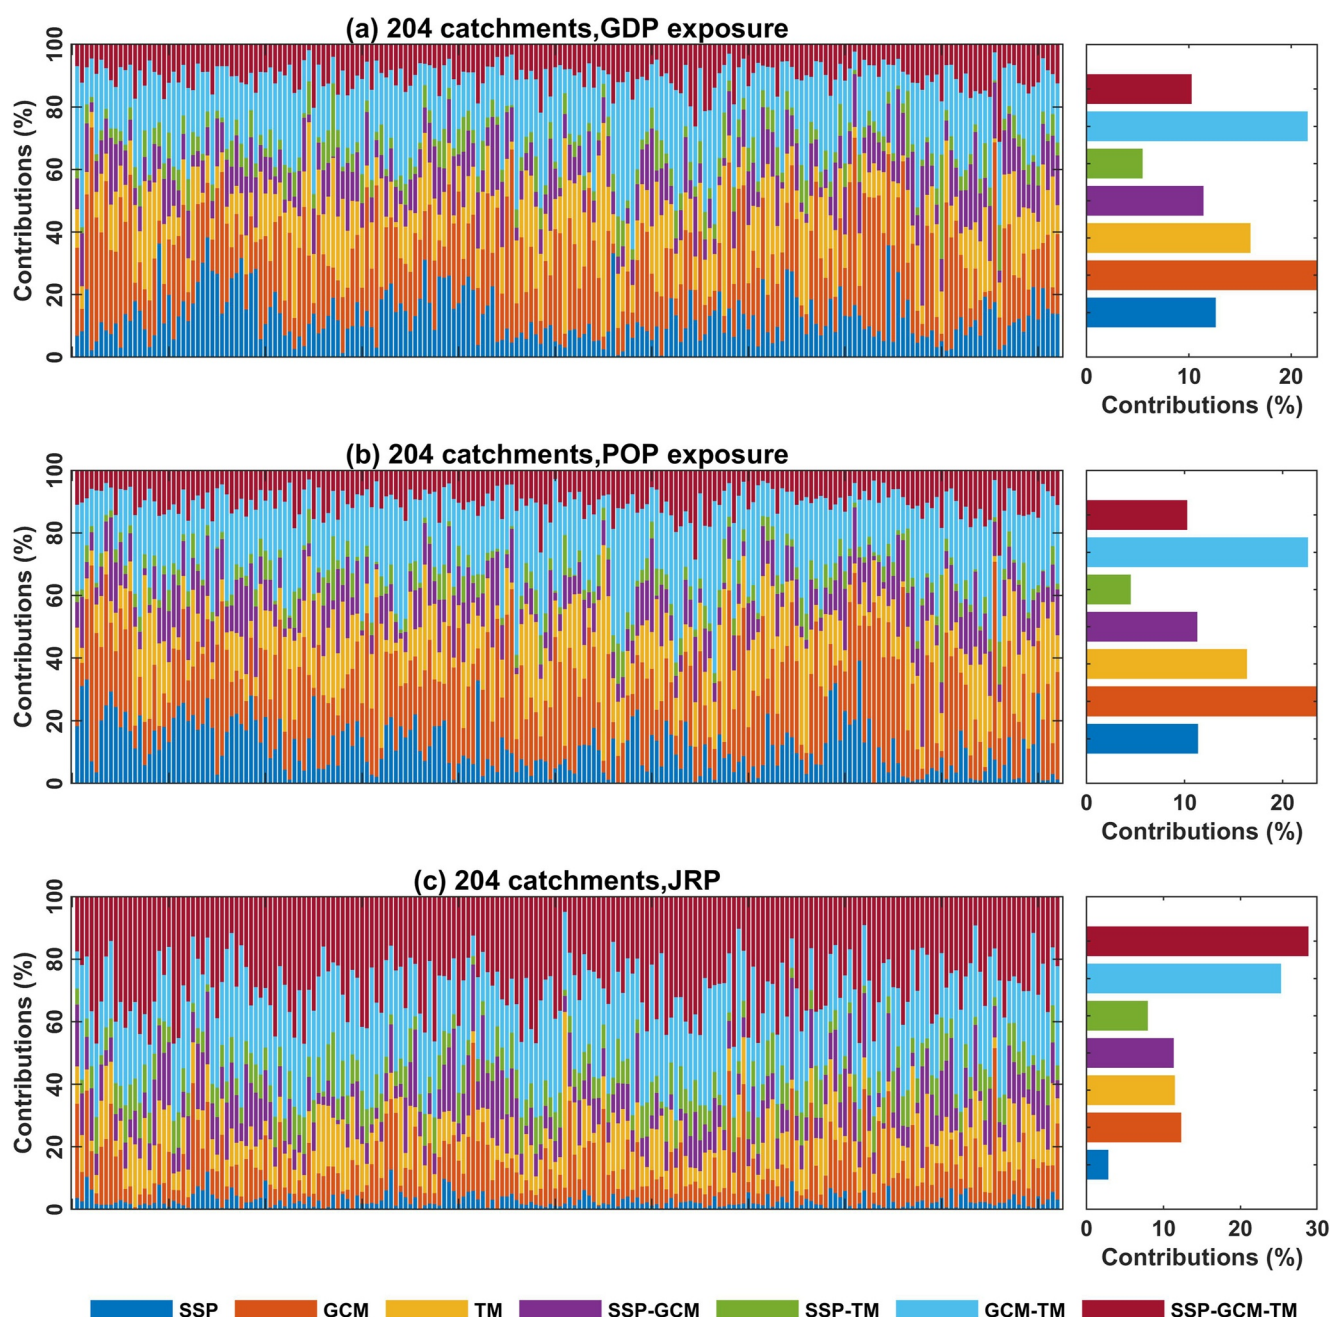 (a) 204 catchments,GDP exposure
Contributions (%)
100
80
60
40
20
0
0 10 20
Contributions (%)
(b) 204 catchments,POP exposure
Contributions (%)
100
80
60
40
20
0
0 10 20
Contributions (%)
(c) 204 catchments,JRP
Contributions (%)
100
80
60
40
20
0
0 10 20 30
Contributions (%)
SSP GCM TM SSP-GCM SSP-TM GCM-TM SSP-GCM-TM